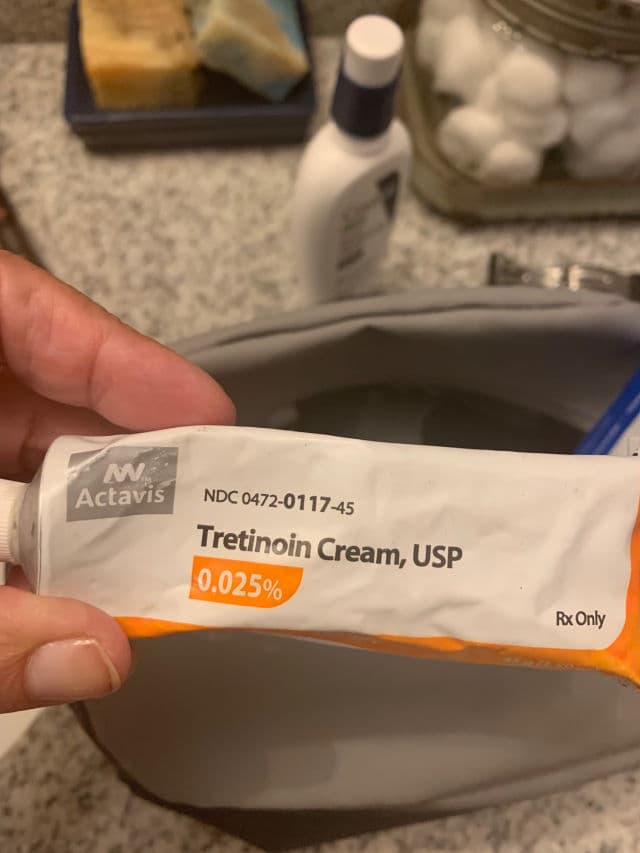 Actavis
NDC 0472-0117-45
Tretinoin Cream, USP
0.025%
Rx Only